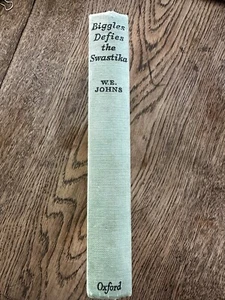 Biggles
Defies
the
Swastika
W.E.
JOHNS
Oxford